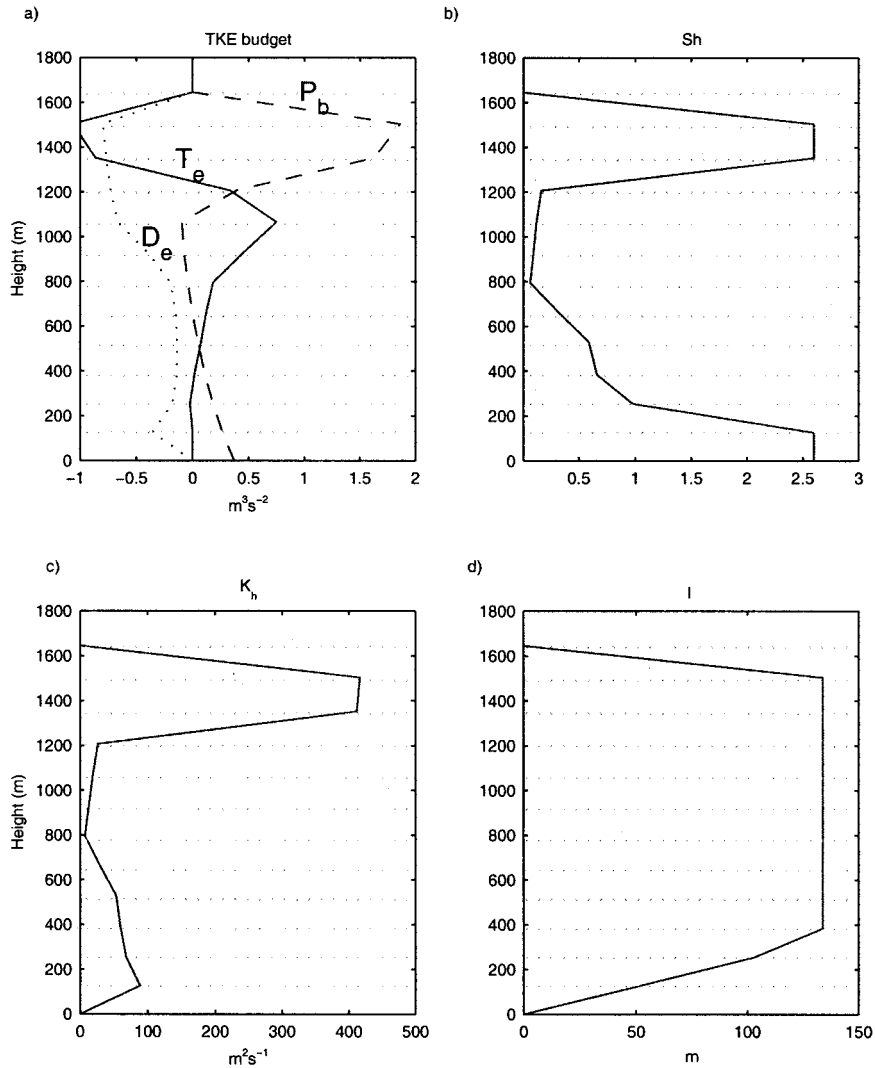 a)
TKE budget
1800
1600
1400
1200
1000
800
600
400
200
0
Height (m)
P_b
T_e
D_e
−1 −0.5 0 0.5 1 1.5 2
m³s⁻²
b)
Sh
1800
1600
1400
1200
1000
800
600
400
200
0
0.5 1 1.5 2 2.5 3
c)
K_h
1800
1600
1400
1200
1000
800
600
400
200
0
Height (m)
0 100 200 300 400 500
m²s⁻¹
d)
l
1800
1600
1400
1200
1000
800
600
400
200
0
0 50 100 150
m